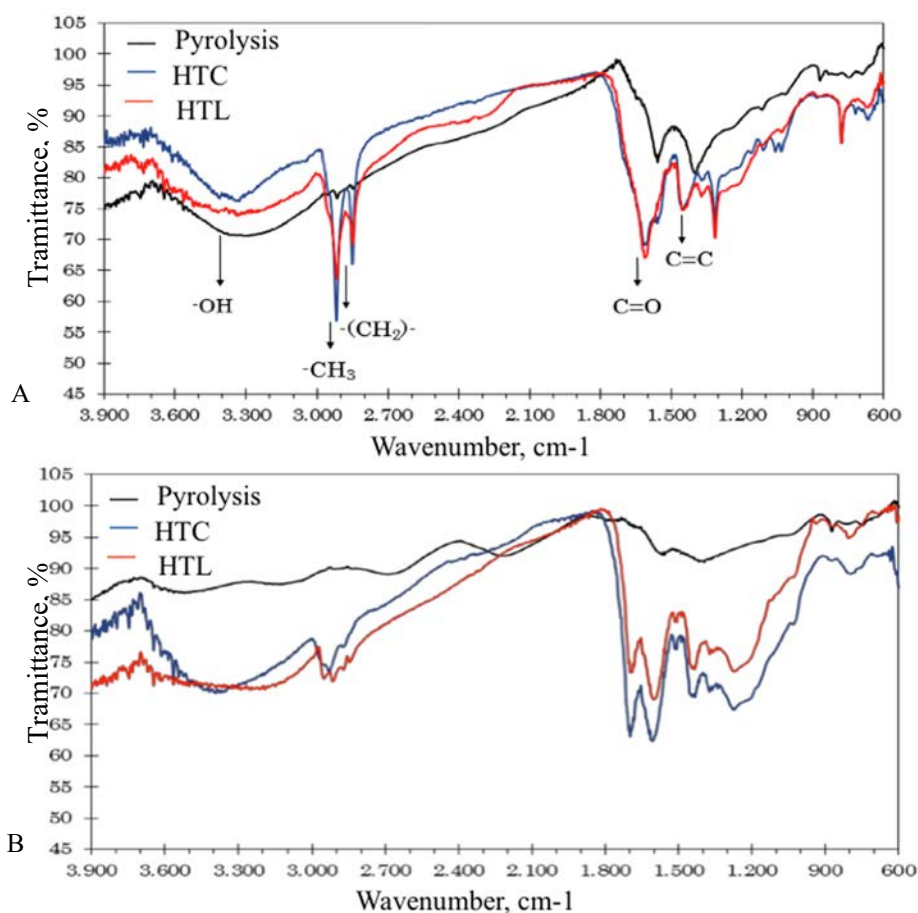 105
100
95
90
85
80
75
70
65
60
55
50
45
Tramittance, %
Pyrolysis
HTC
HTL
-OH
-(CH₂)-
-CH₃
C=O
C=C
A
3.900 3.600 3.300 3.000 2.700 2.400 2.100 1.800 1.500 1.200 900 600
Wavenumber, cm-1
105
100
95
90
85
80
75
70
65
60
55
50
45
Tramittance, %
Pyrolysis
HTC
HTL
B
3.900 3.600 3.300 3.000 2.700 2.400 2.100 1.800 1.500 1.200 900 600
Wavenumber, cm-1